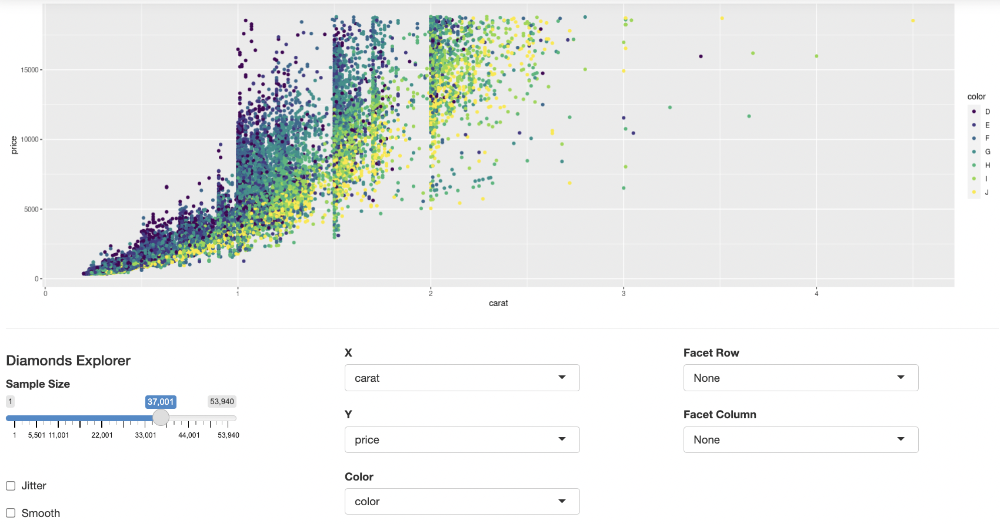 price
15000
10000
5000
0
0 1 2 3 4
carat
color
D
E
F
G
H
I
J
Diamonds Explorer
Sample Size
1 37,001 53,940
1 5,501 11,001 22,001 33,001 44,001 53,940
Jitter
Smooth
X
carat
Y
price
Color
color
Facet Row
None
Facet Column
None